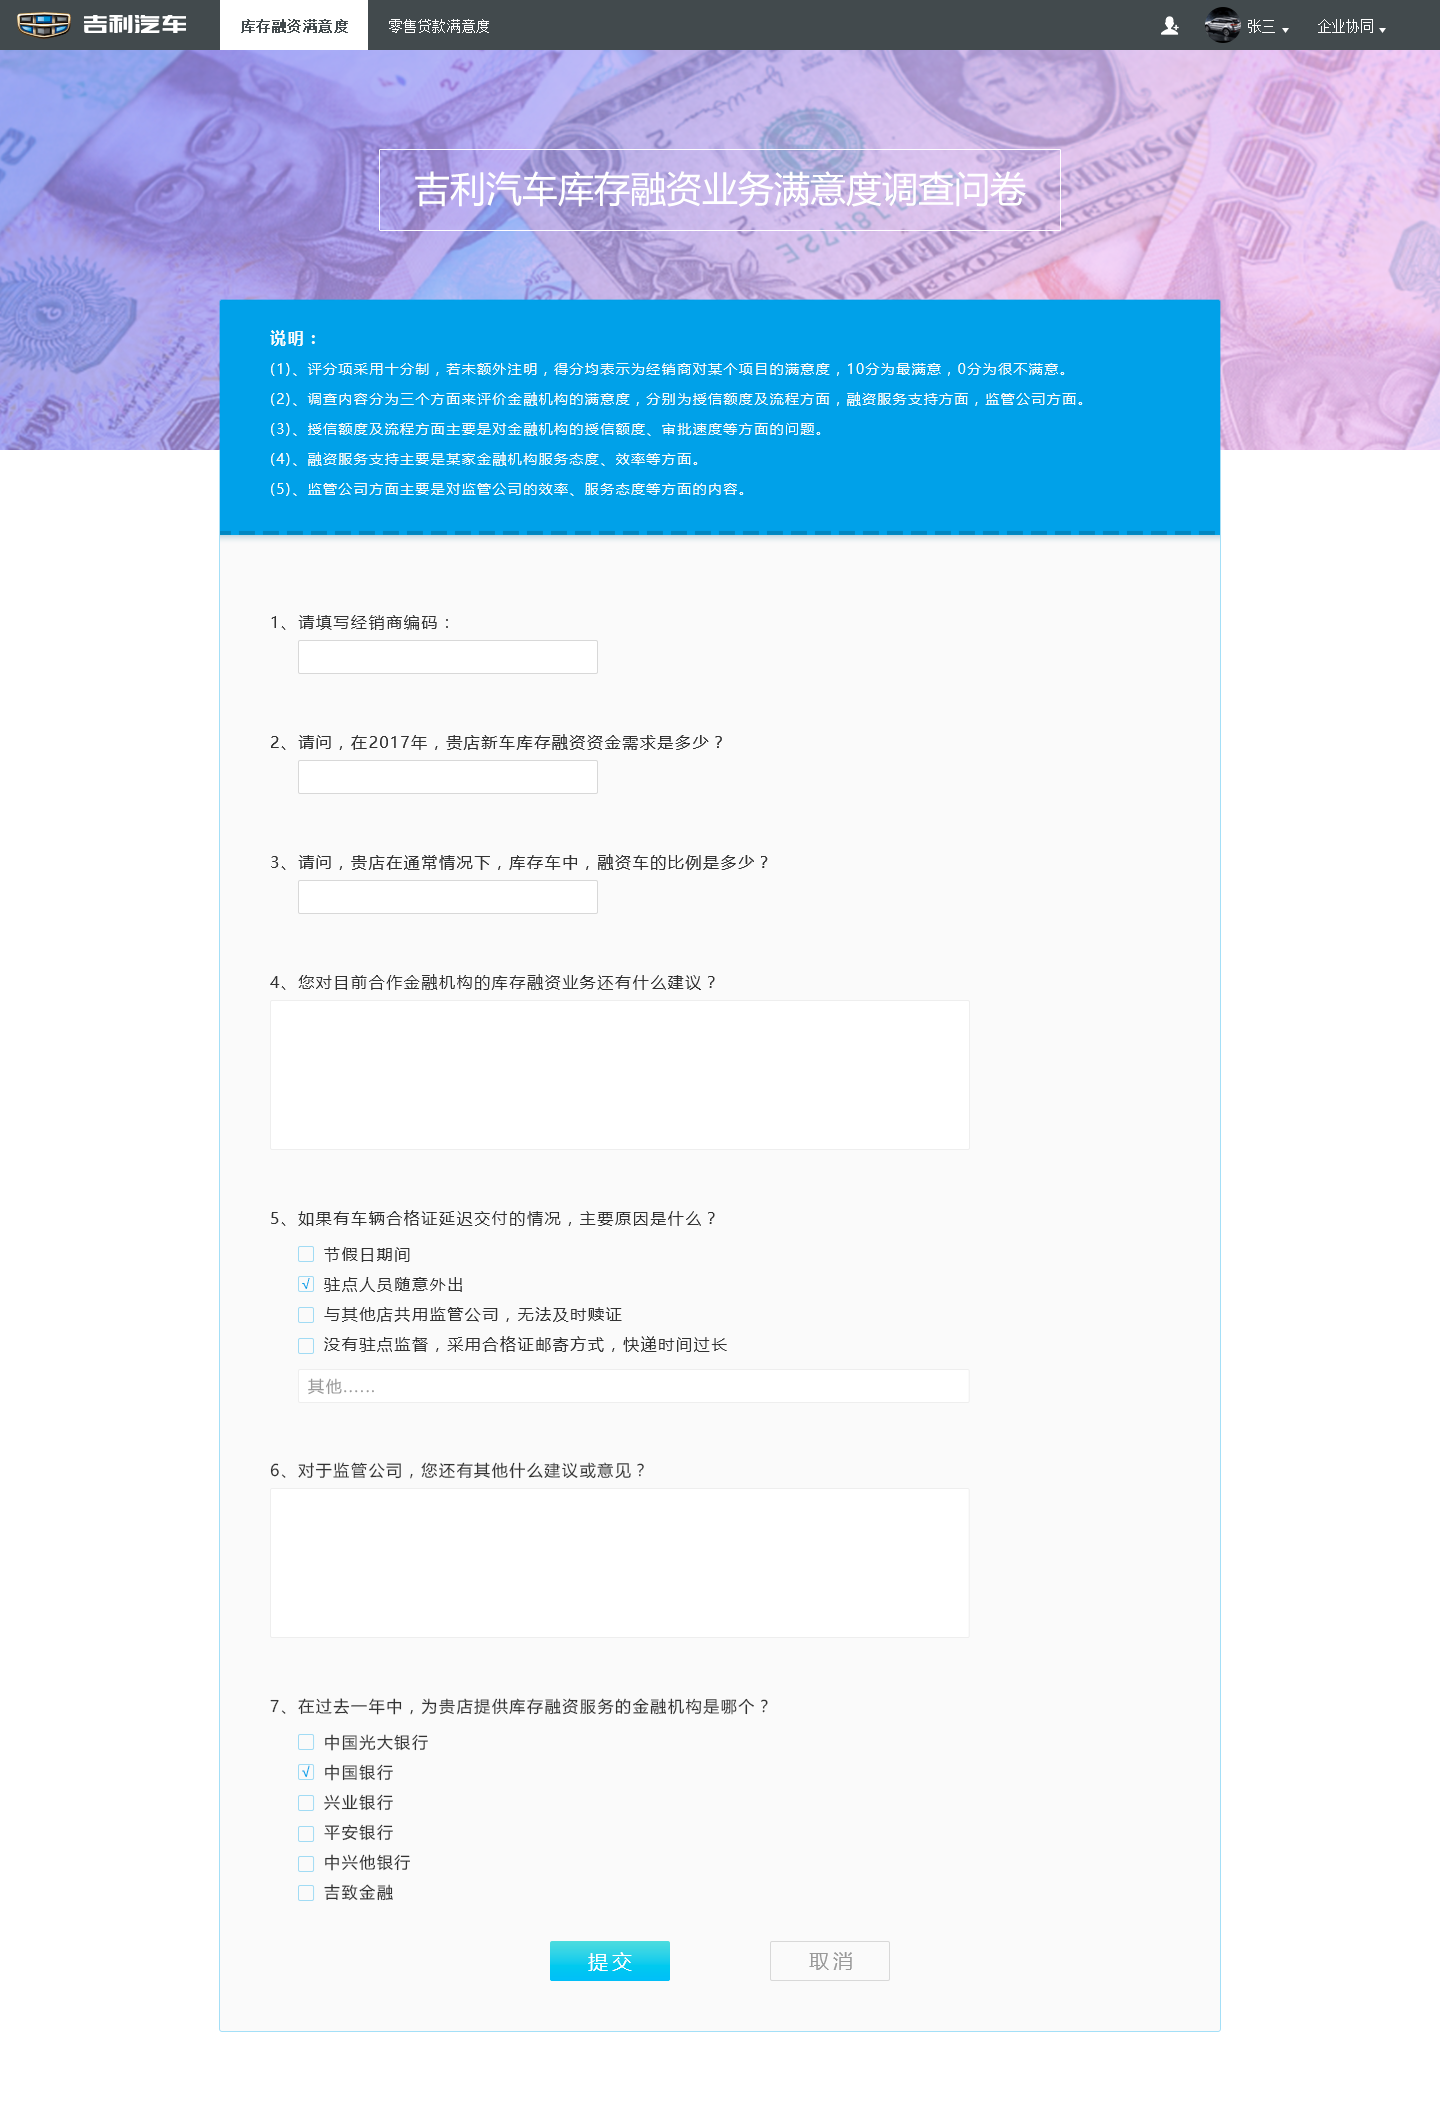 吉利汽车 库存融资满意度 零售贷款满意度 张三 企业协同
吉利汽车库存融资业务满意度调查问卷
说明：
(1)、评分项采用十分制，若未额外注明，得分均表示为经销商对某个项目的满意度，10分为最满意，0分为很不满意。
(2)、调查内容分为三个方面来评价金融机构的满意度，分别为授信额度及流程方面，融资服务支持方面，监管公司方面。
(3)、授信额度及流程方面主要是对金融机构的授信额度、审批速度等方面的问题。
(4)、融资服务支持主要是某家金融机构服务态度、效率等方面。
(5)、监管公司方面主要是对监管公司的效率、服务态度等方面的内容。
1、请填写经销商编码：
2、请问，在2017年，贵店新车库存融资资金需求是多少？
3、请问，贵店在通常情况下，库存车中，融资车的比例是多少？
4、您对目前合作金融机构的库存融资业务还有什么建议？
5、如果有车辆合格证延迟交付的情况，主要原因是什么？
节假日期间
√ 驻点人员随意外出
与其他店共用监管公司，无法及时赎证
没有驻点监督，采用合格证邮寄方式，快递时间过长
其他......
6、对于监管公司，您还有其他什么建议或意见？
7、在过去一年中，为贵店提供库存融资服务的金融机构是哪个？
中国光大银行
√ 中国银行
兴业银行
平安银行
中兴他银行
吉致金融
提交 取消